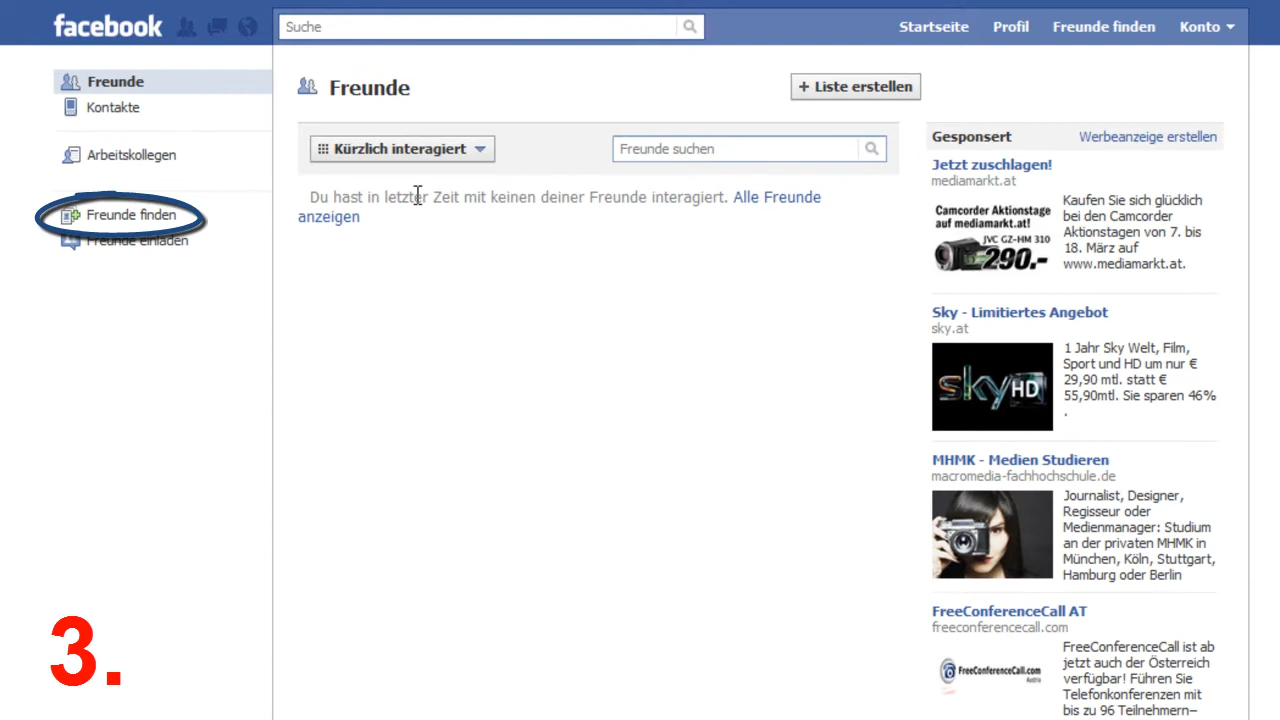 facebook
Suche
Startseite Profil Freunde finden Konto
Freunde
Kontakte
Arbeitskollegen
Freunde finden
Freunde einladen
Freunde
+ Liste erstellen
Kürzlich interagiert
Freunde suchen
Du hast in letzter Zeit mit keinen deiner Freunde interagiert. Alle Freunde
anzeigen
Gesponsert Werbeanzeige erstellen
Jetzt zuschlagen!
mediamarkt.at
Camcorder Aktionstage
auf mediamarkt.at!
JVC GZ-HM 310
290.-
Kaufen Sie sich glücklich
bei den Camcorder
Aktionstagen von 7. bis
18. März auf
www.mediamarkt.at.
Sky - Limitiertes Angebot
sky.at
sky HD
1 Jahr Sky Welt, Film,
Sport und HD um nur €
29,90 mtl. statt €
55,90mtl. Sie sparen 46%
.
MHMK - Medien Studieren
macromedia-fachhochschule.de
Journalist, Designer,
Regisseur oder
Medienmanager: Studium
an der privaten MHMK in
München, Köln, Stuttgart,
Hamburg oder Berlin
FreeConferenceCall AT
freeconferencecall.com
FreeConferenceCall.com
Austria
FreeConferenceCall ist ab
jetzt auch der Österreich
verfügbar! Führen Sie
Telefonkonferenzen mit
bis zu 96 Teilnehmern–
3.